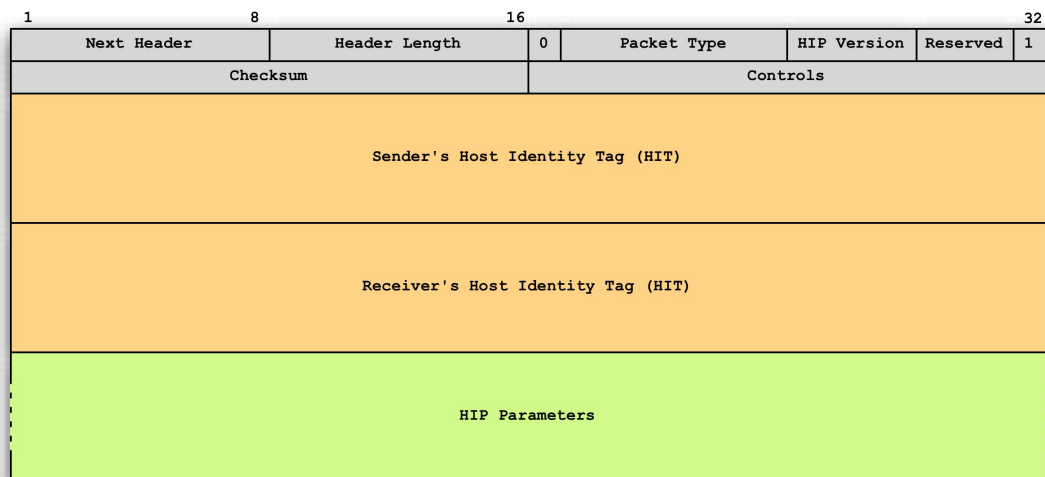 1 8 16 32
Next Header Header Length 0 Packet Type HIP Version Reserved 1
Checksum Controls
Sender's Host Identity Tag (HIT)
Receiver's Host Identity Tag (HIT)
HIP Parameters